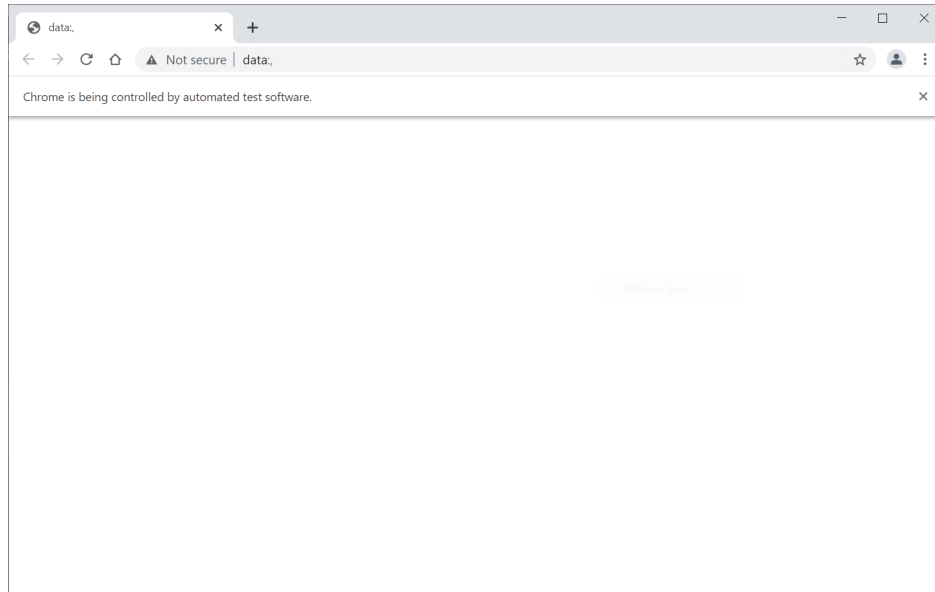 data:,
Not secure | data:,
Chrome is being controlled by automated test software.